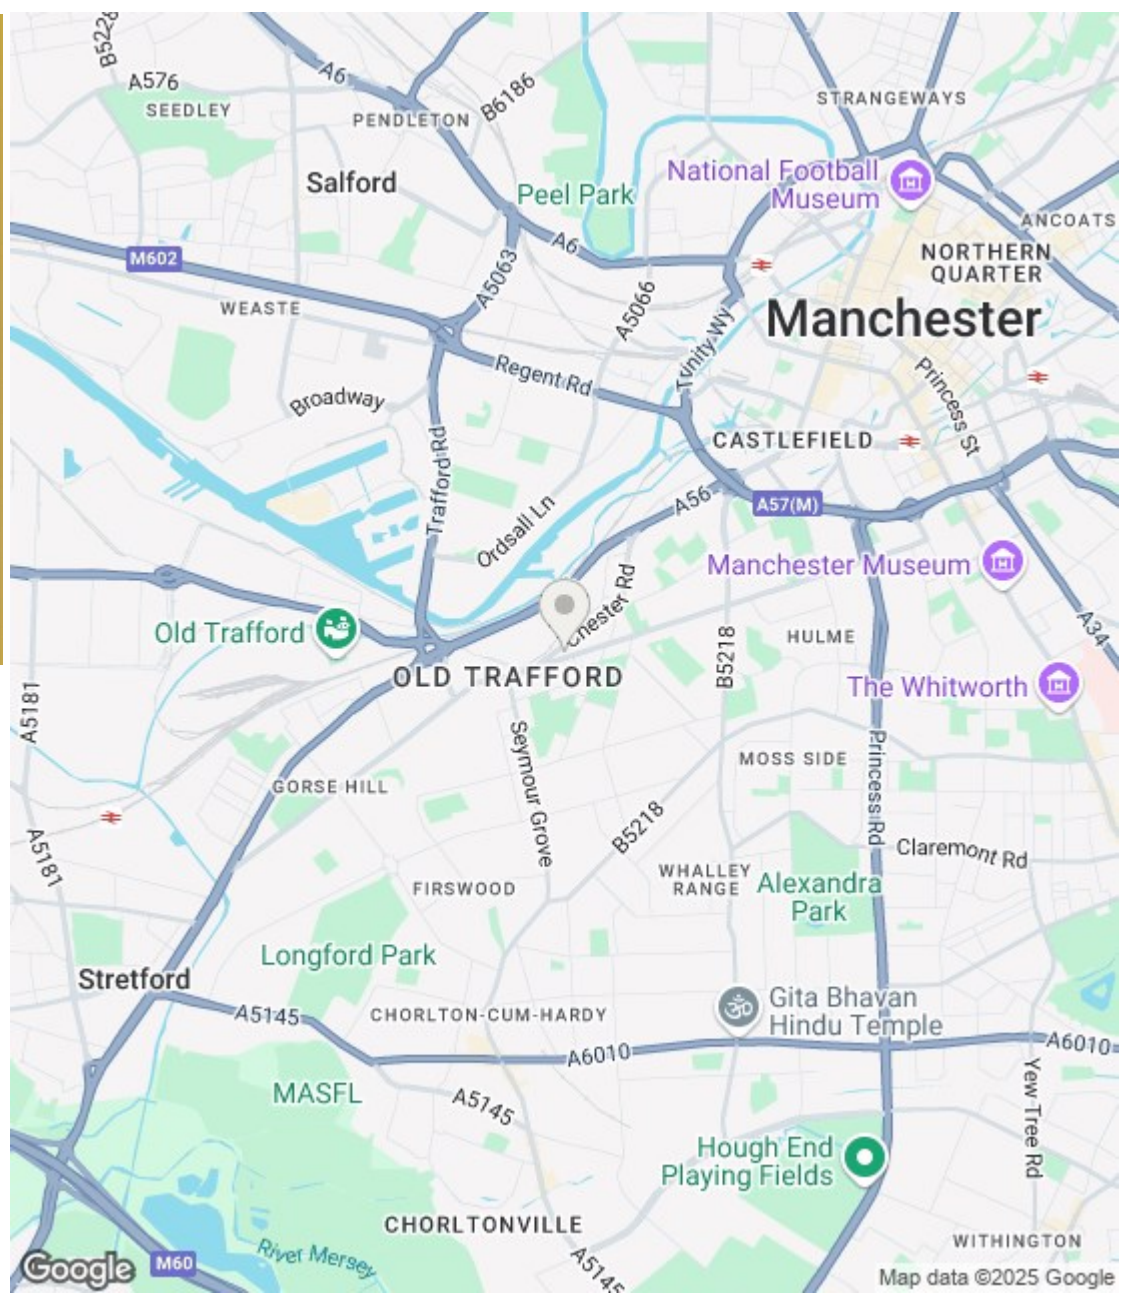 B5228
A576
SEEDLEY
A6
PENDLETON
B6186
STRANGEWAYS
Salford
Peel Park
National Football
Museum
ANCOATS
M602
A6
NORTHERN
QUARTER
A5063
WEASTE
A5066
Trinity Wy
Manchester
Regent Rd
Princess St
Broadway
CASTLEFIELD
Trafford Rd
Ordsall Ln
A56
A57(M)
Manchester Museum
Chester Rd
Old Trafford
HULME
A34
OLD TRAFFORD
B5218
The Whitworth
A5181
Seymour Grove
MOSS SIDE
Princess Rd
GORSE HILL
B5218
A5181
Claremont Rd
FIRSWOOD
WHALLEY
RANGE
Alexandra
Park
Longford Park
Stretford
Gita Bhavan
Hindu Temple
A5145
CHORLTON-CUM-HARDY
A6010
A6010
MASFL
A5145
Yew Tree Rd
Hough End
Playing Fields
CHORLTONVILLE
WITHINGTON
River Mersey
M60
A5145
Google
Map data ©2025 Google